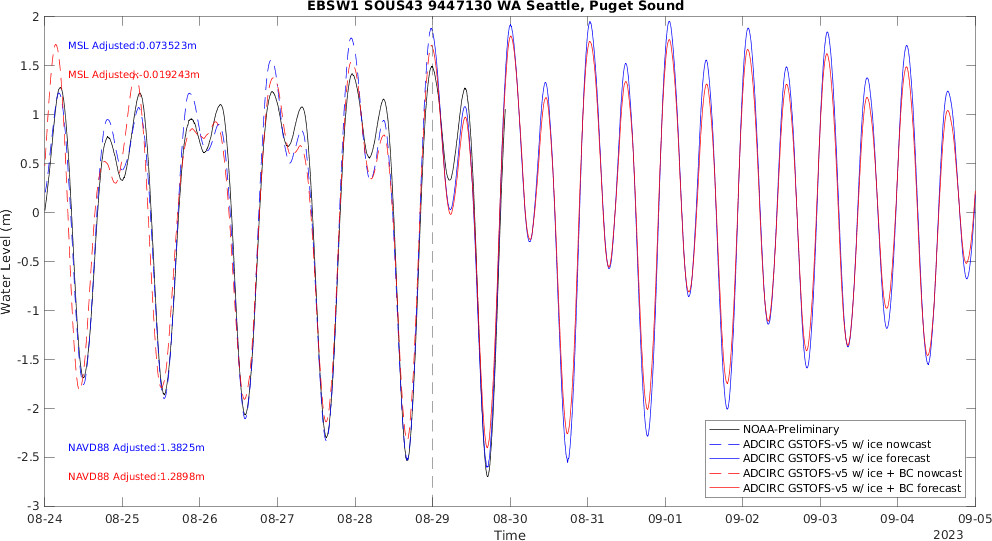 EBSW1 SOUS43 9447130 WA Seattle, Puget Sound
2
1.5
1
0.5
0
-0.5
-1
-1.5
-2
-2.5
-3
Water Level (m)
MSL Adjusted:0.073523m
MSL Adjusted:-0.019243m
NAVD88 Adjusted:1.3825m
NAVD88 Adjusted:1.2898m
NOAA-Preliminary
ADCIRC GSTOFS-v5 w/ ice nowcast
ADCIRC GSTOFS-v5 w/ ice forecast
ADCIRC GSTOFS-v5 w/ ice + BC nowcast
ADCIRC GSTOFS-v5 w/ ice + BC forecast
08-24 08-25 08-26 08-27 08-28 08-29 08-30 08-31 09-01 09-02 09-03 09-04 09-05
Time
2023